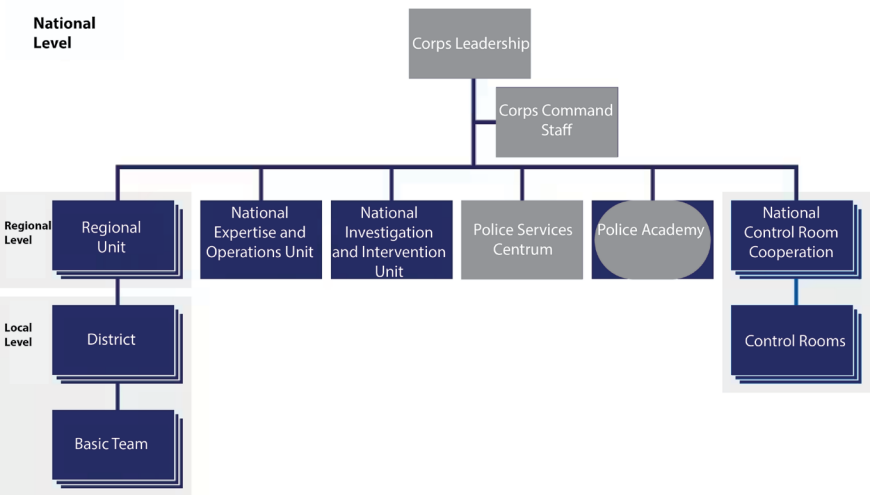 National
Level
Corps Leadership
Corps Command
Staff
Regional
Level
Regional
Unit
National
Expertise and
Operations Unit
National
Investigation
and Intervention
Unit
Police Services
Centrum
Police Academy
National
Control Room
Cooperation
Local
Level
District
Control Rooms
Basic Team